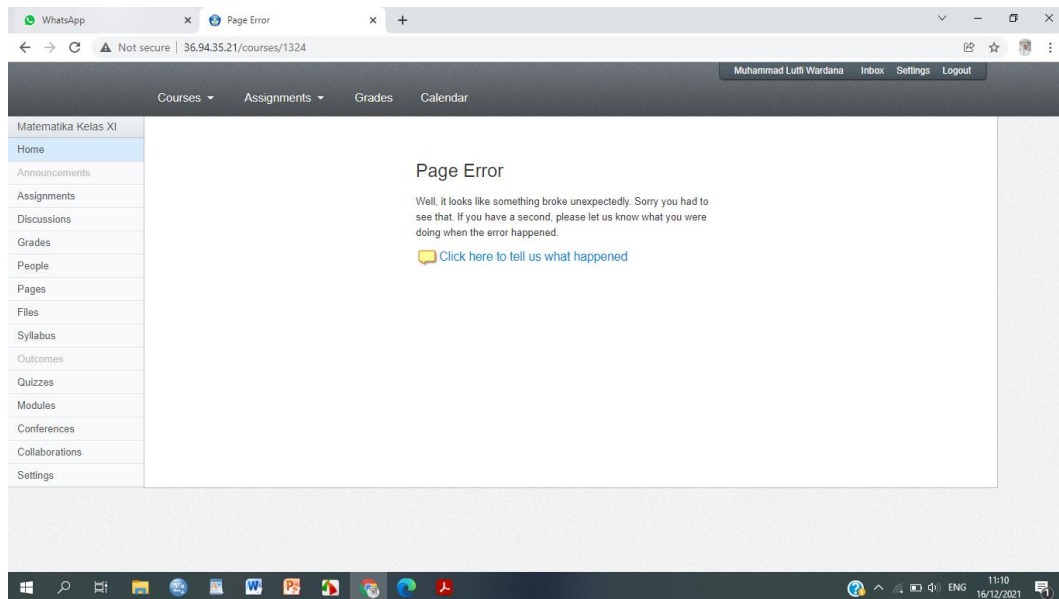 WhatsApp
Page Error
Not secure
36.94.35.21/courses/1324
Muhammad Lutfi Wardana Inbox Settings Logout
Courses Assignments Grades Calendar
Matematika Kelas XI
Home
Announcements
Assignments
Discussions
Grades
People
Pages
Files
Syllabus
Outcomes
Quizzes
Modules
Conferences
Collaborations
Settings
Page Error
Well, it looks like something broke unexpectedly. Sorry you had to
see that. If you have a second, please let us know what you were
doing when the error happened.
Click here to tell us what happened
ENG
11:10
16/12/2021